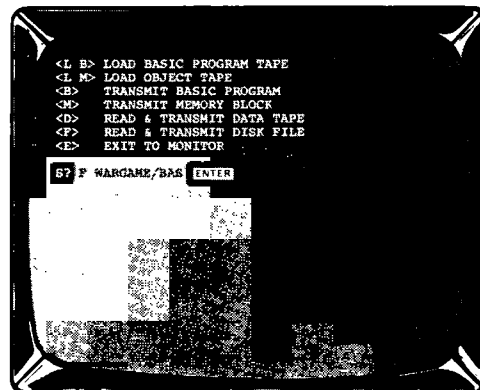 <L B> LOAD BASIC PROGRAM TAPE
<L M> LOAD OBJECT TAPE
<B> TRANSMIT BASIC PROGRAM
<M> TRANSMIT MEMORY BLOCK
<D> READ & TRANSMIT DATA TAPE
<F> READ & TRANSMIT DISK FILE
<E> EXIT TO MONITOR
S? F WARGAME/BAS ENTER